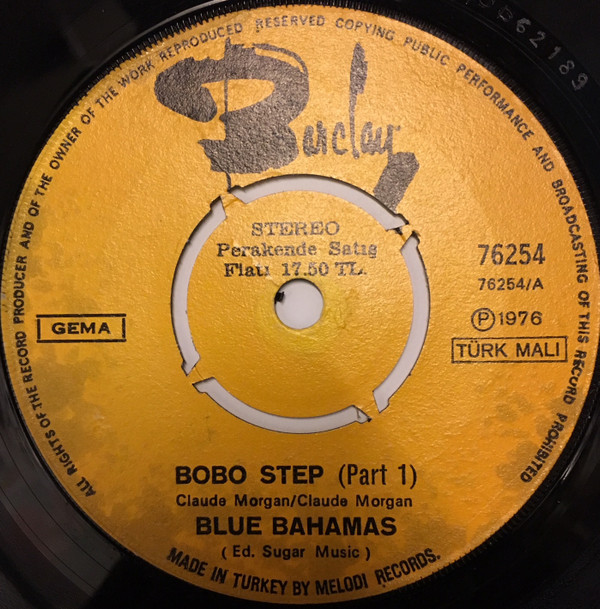 ALL RIGHTS OF THE RECORD PRODUCER AND OF THE OWNER OF THE WORK REPRODUCED RESERVED COPYING PUBLIC PERFORMANCE AND BROADCASTING OF THIS RECORD PROHIBITED
Barclay
STEREO
Perakende Satış
Fiatı 17.50 TL.
76254
76254/A
Ⓟ1976
GEMA
TÜRK MALI
BOBO STEP (Part 1)
Claude Morgan/Claude Morgan
BLUE BAHAMAS
(Ed. Sugar Music)
MADE IN TURKEY BY MELODI RECORDS.